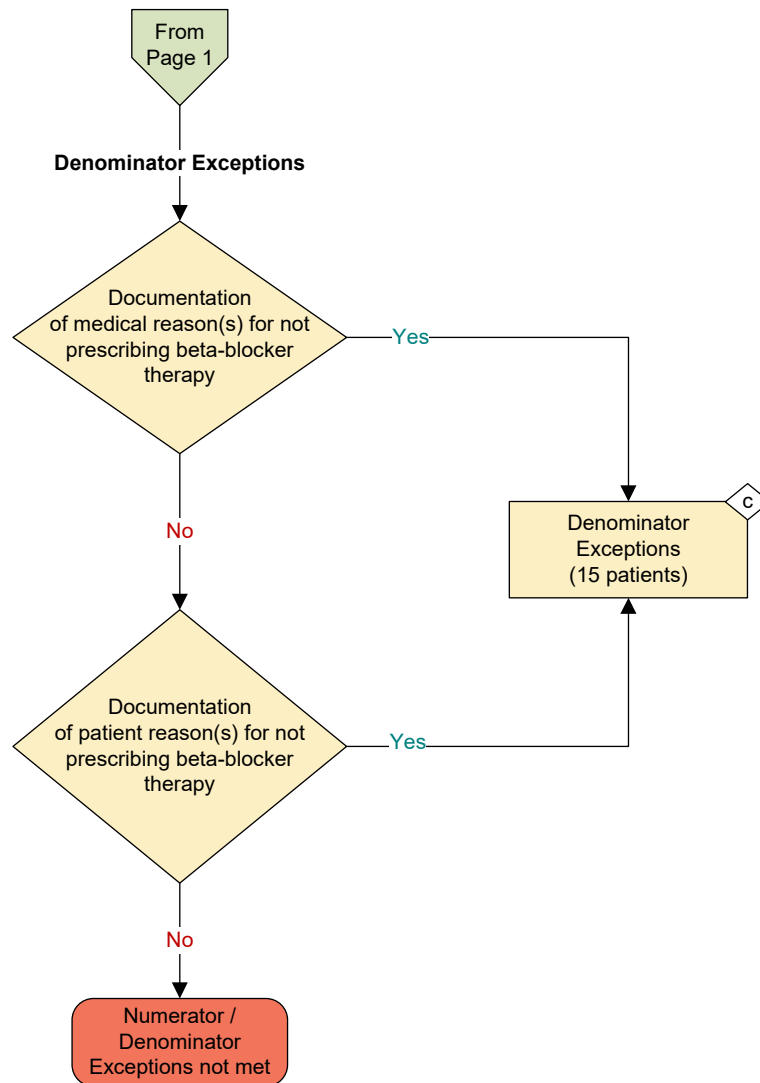 From
Page 1
Denominator Exceptions
Documentation
of medical reason(s) for not
prescribing beta-blocker
therapy
Yes
C
Denominator
Exceptions
(15 patients)
No
Documentation
of patient reason(s) for not
prescribing beta-blocker
therapy
Yes
No
Numerator /
Denominator
Exceptions not met